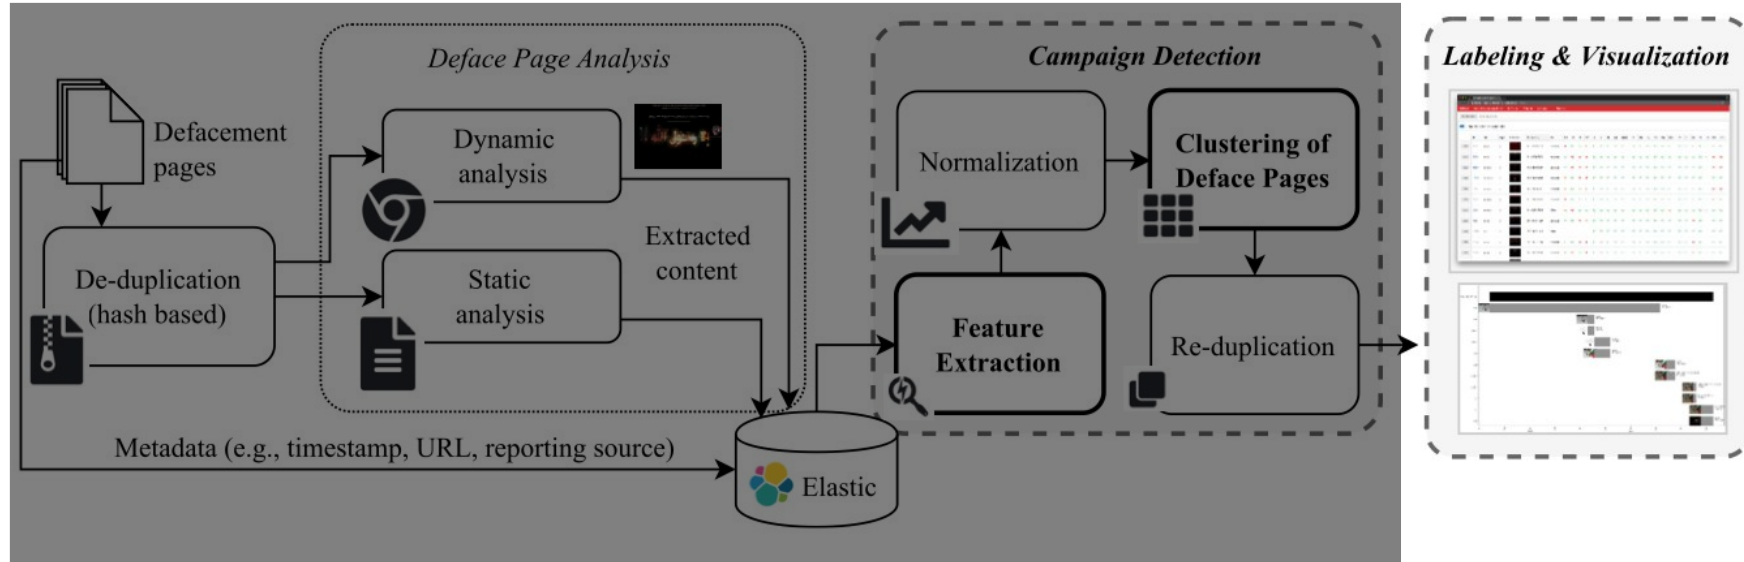 Deface Page Analysis
Campaign Detection
Labeling & Visualization
Defacement
pages
Dynamic
analysis
Normalization
Clustering of
Deface Pages
De-duplication
(hash based)
Static
analysis
Extracted
content
Feature
Extraction
Re-duplication
Metadata (e.g., timestamp, URL, reporting source)
Elastic